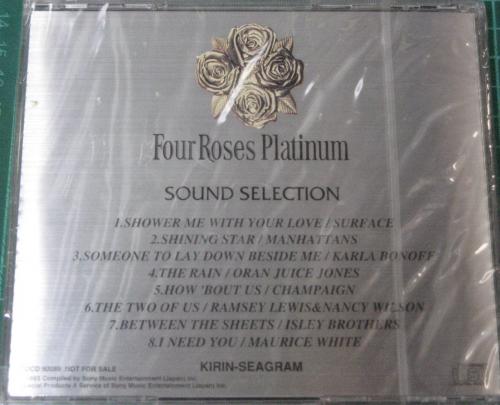 Four Roses Platinum
SOUND SELECTION
1.SHOWER ME WITH YOUR LOVE / SURFACE
2.SHINING STAR / MANHATTANS
3.SOMEONE TO LAY DOWN BESIDE ME / KARLA BONOFF
4.THE RAIN / ORAN JUICE JONES
5.HOW 'BOUT US / CHAMPAIGN
6.THE TWO OF US / RAMSEY LEWIS&NANCY WILSON
7.BETWEEN THE SHEETS / ISLEY BROTHERS
8.I NEED YOU / MAURICE WHITE
KIRIN-SEAGRAM
NOT FOR SALE
Compiled by Sony Music Entertainment (Japan) Inc.
Products A Service of Sony Music Entertainment (Japan) Inc.